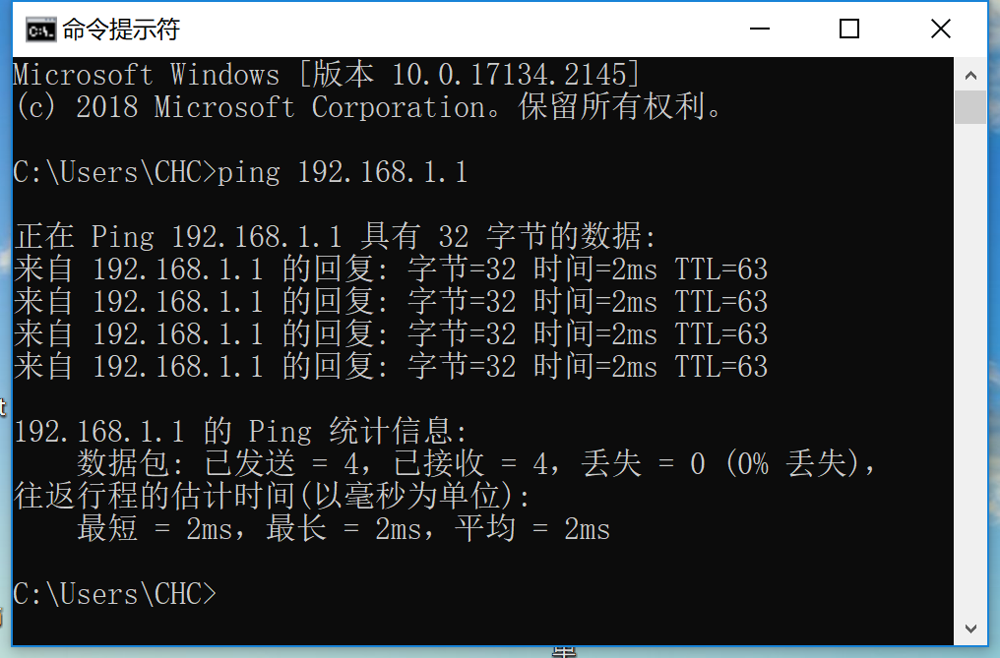 命令提示符
Microsoft Windows [版本 10.0.17134.2145]
(c) 2018 Microsoft Corporation。保留所有权利。
C:\Users\CHC>ping 192.168.1.1
正在 Ping 192.168.1.1 具有 32 字节的数据:
来自 192.168.1.1 的回复: 字节=32 时间=2ms TTL=63
来自 192.168.1.1 的回复: 字节=32 时间=2ms TTL=63
来自 192.168.1.1 的回复: 字节=32 时间=2ms TTL=63
来自 192.168.1.1 的回复: 字节=32 时间=2ms TTL=63
192.168.1.1 的 Ping 统计信息:
数据包: 已发送 = 4，已接收 = 4，丢失 = 0 (0% 丢失)，
往返行程的估计时间(以毫秒为单位):
最短 = 2ms，最长 = 2ms，平均 = 2ms
C:\Users\CHC>